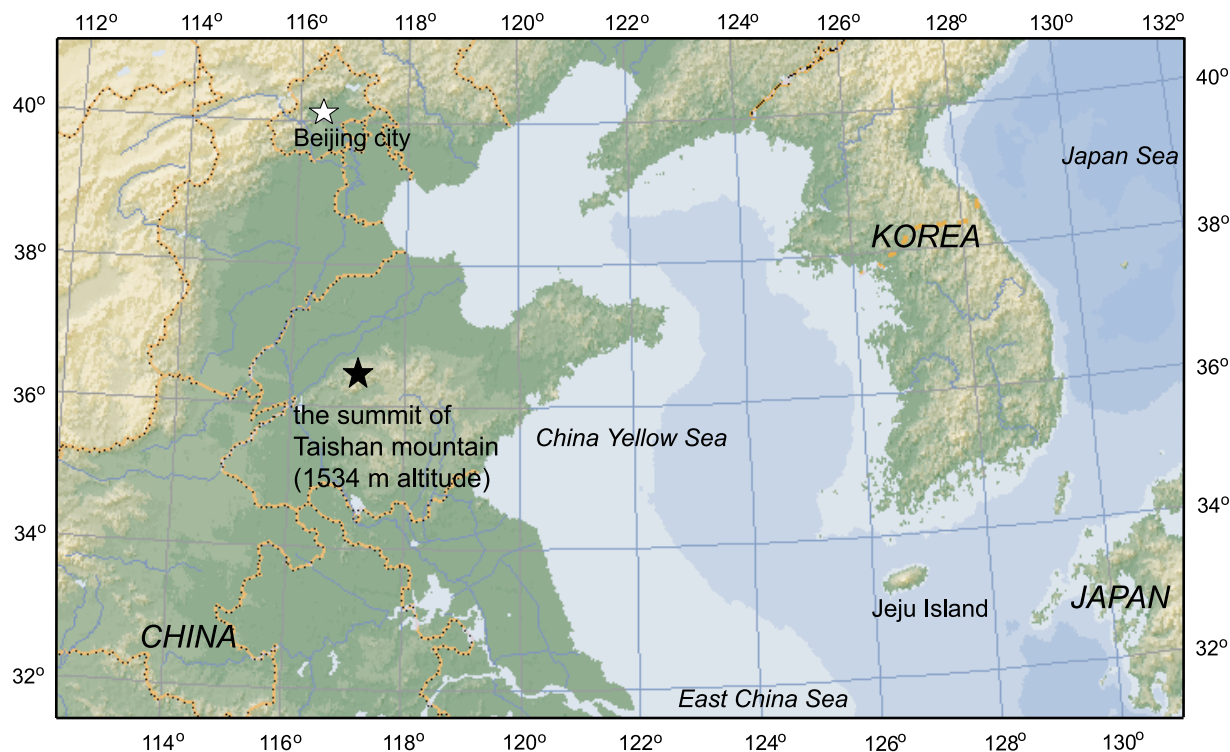 112° 114° 116° 118° 120° 122° 124° 126° 128° 130° 132°
40° 40°
Beijing city
Japan Sea
38° 38°
KOREA
36° 36°
the summit of
Taishan mountain
(1534 m altitude)
China Yellow Sea
34° 34°
Jeju Island
JAPAN
CHINA
32° 32°
East China Sea
114° 116° 118° 120° 122° 124° 126° 128° 130°